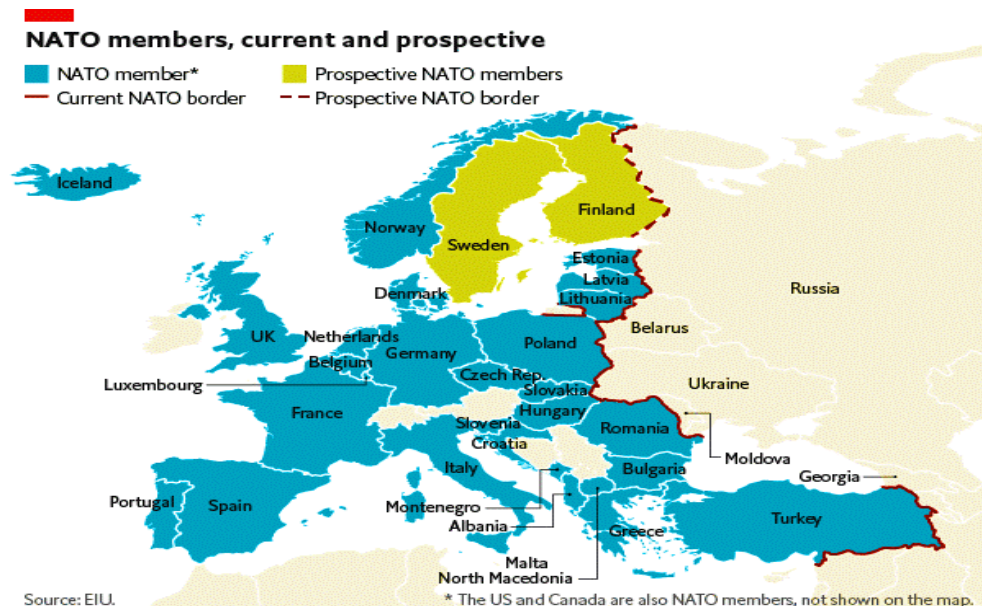 NATO members, current and prospective
NATO member* Prospective NATO members
Current NATO border Prospective NATO border
Iceland
Norway
Finland
Sweden
Estonia
Latvia
Lithuania
Russia
Denmark
Belarus
UK
Netherlands
Belgium
Germany
Poland
Luxembourg
Czech Rep.
Slovakia
Ukraine
France
Hungary
Slovenia
Romania
Croatia
Italy
Moldova
Bulgaria
Georgia
Portugal
Spain
Montenegro
Albania
Greece
Turkey
Malta
North Macedonia
Source: EIU.
* The US and Canada are also NATO members, not shown on the map.